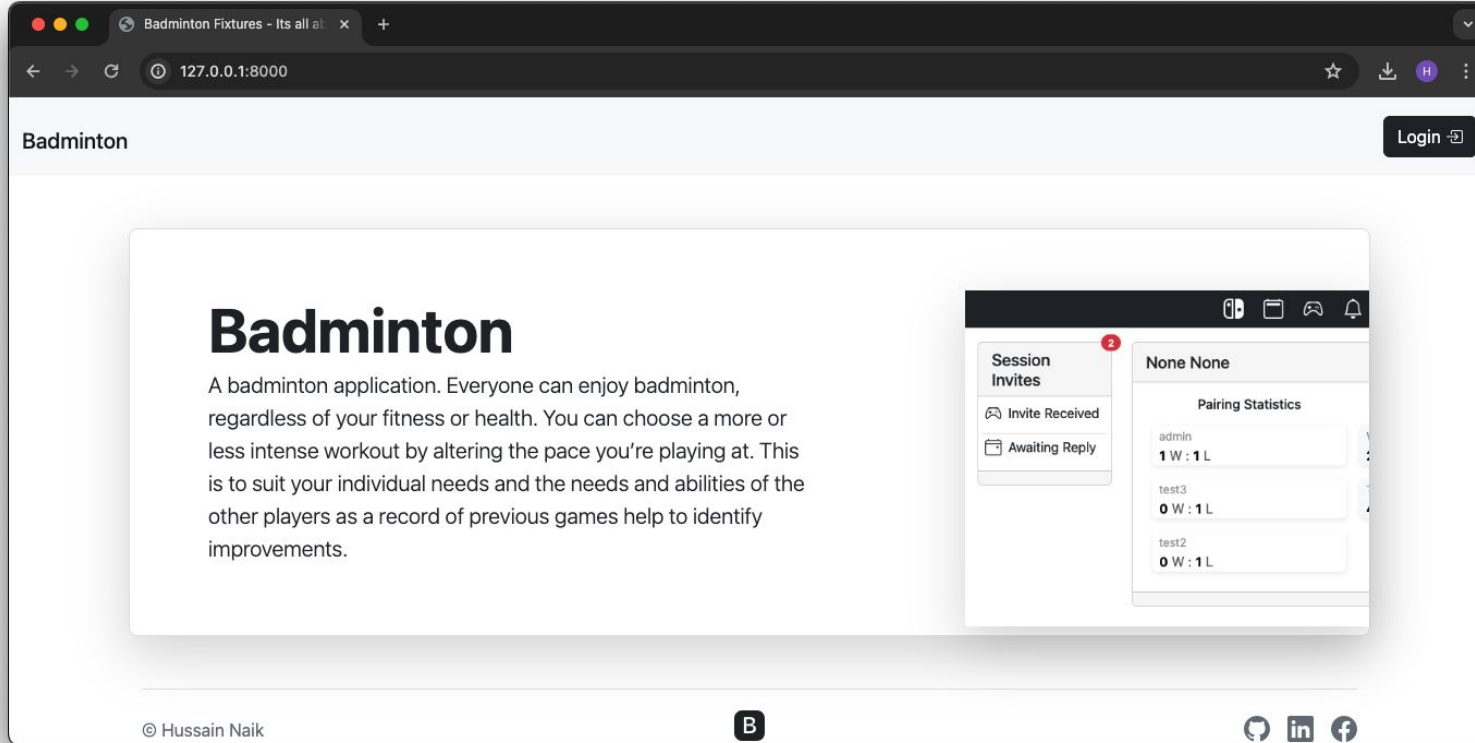 Badminton Fixtures - Its all ab
127.0.0.1:8000
H
Badminton
Login
Badminton
A badminton application. Everyone can enjoy badminton,
regardless of your fitness or health. You can choose a more or
less intense workout by altering the pace you’re playing at. This
is to suit your individual needs and the needs and abilities of the
other players as a record of previous games help to identify
improvements.
2
Session
Invites
Invite Received
Awaiting Reply
None None
Pairing Statistics
admin
1 W : 1 L
test3
0 W : 1 L
test2
0 W : 1 L
© Hussain Naik
B
in